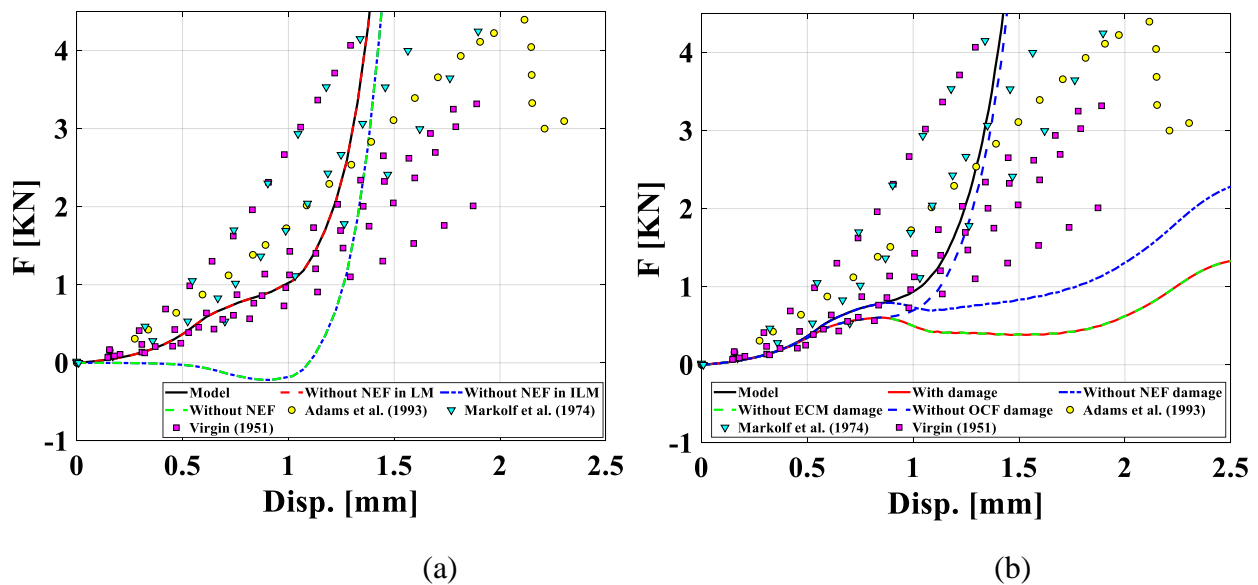 4
3
2
1
0
-1
F [KN]
0 0.5 1 1.5 2 2.5
Disp. [mm]
Model Without NEF in LM Without NEF in ILM
Without NEF Adams et al. (1993) Markolf et al. (1974)
Virgin (1951)
(a)
4
3
2
1
0
-1
F [KN]
0 0.5 1 1.5 2 2.5
Disp. [mm]
Model With damage Without NEF damage
Without ECM damage Without OCF damage Adams et al. (1993)
Markolf et al. (1974) Virgin (1951)
(b)